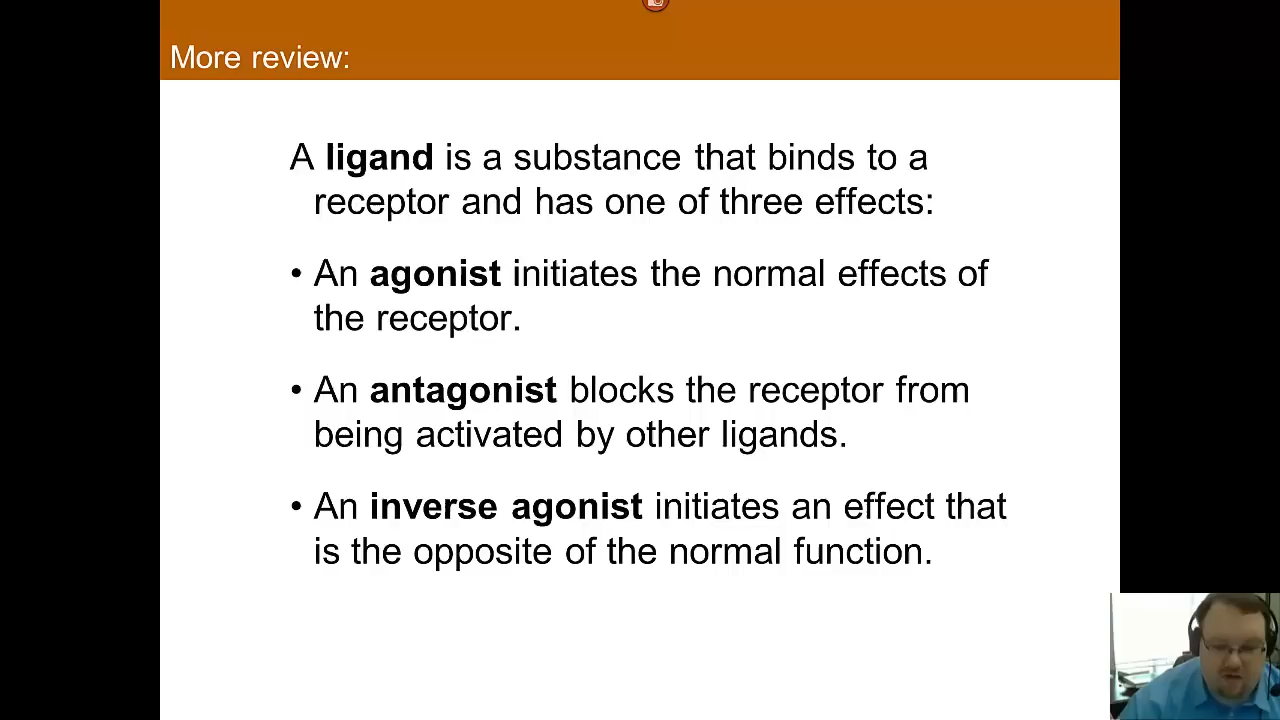 More review:
A ligand is a substance that binds to a
receptor and has one of three effects:
• An agonist initiates the normal effects of
the receptor.
• An antagonist blocks the receptor from
being activated by other ligands.
• An inverse agonist initiates an effect that
is the opposite of the normal function.